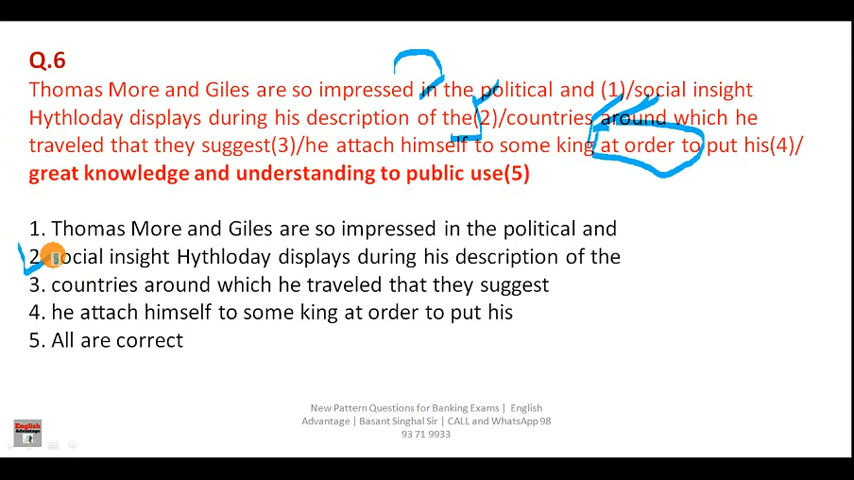 Q.6
Thomas More and Giles are so impressed in the political and (1)/social insight
Hythloday displays during his description of the(2)/countries around which he
traveled that they suggest(3)/he attach himself to some king at order to put his(4)/
great knowledge and understanding to public use(5)
1. Thomas More and Giles are so impressed in the political and
2. social insight Hythloday displays during his description of the
3. countries around which he traveled that they suggest
4. he attach himself to some king at order to put his
5. All are correct
New Pattern Questions for Banking Exams | English
Advantage | Basant Singhal Sir | CALL and WhatsApp 98
93 71 9933
English
Advantage